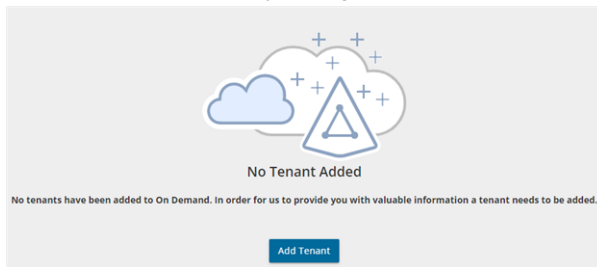 No Tenant Added
No tenants have been added to On Demand. In order for us to provide you with valuable information a tenant needs to be added.
Add Tenant